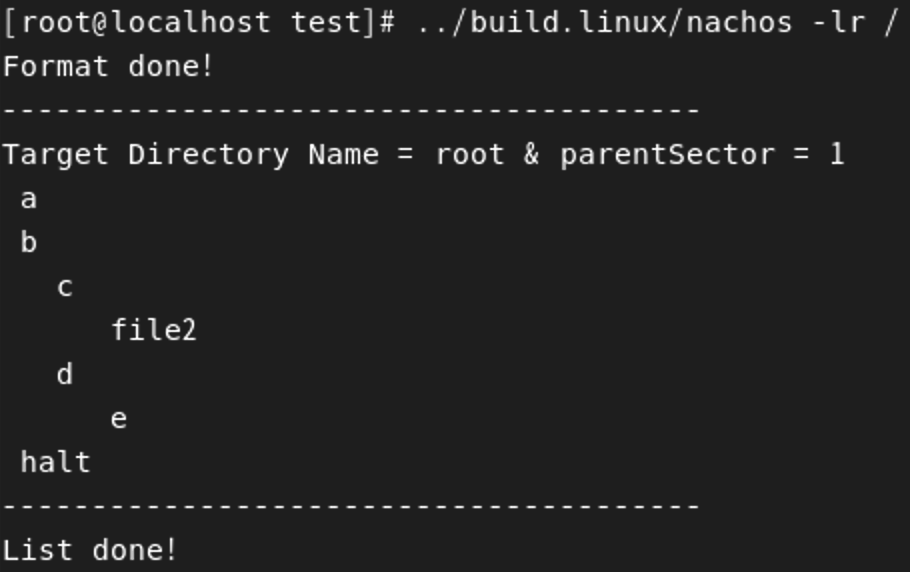 [root@localhost test]# ../build.linux/nachos -lr /
Format done!
---------------------------------------
Target Directory Name = root & parentSector = 1
 a
 b
   c
      file2
   d
      e
 halt
---------------------------------------
List done!